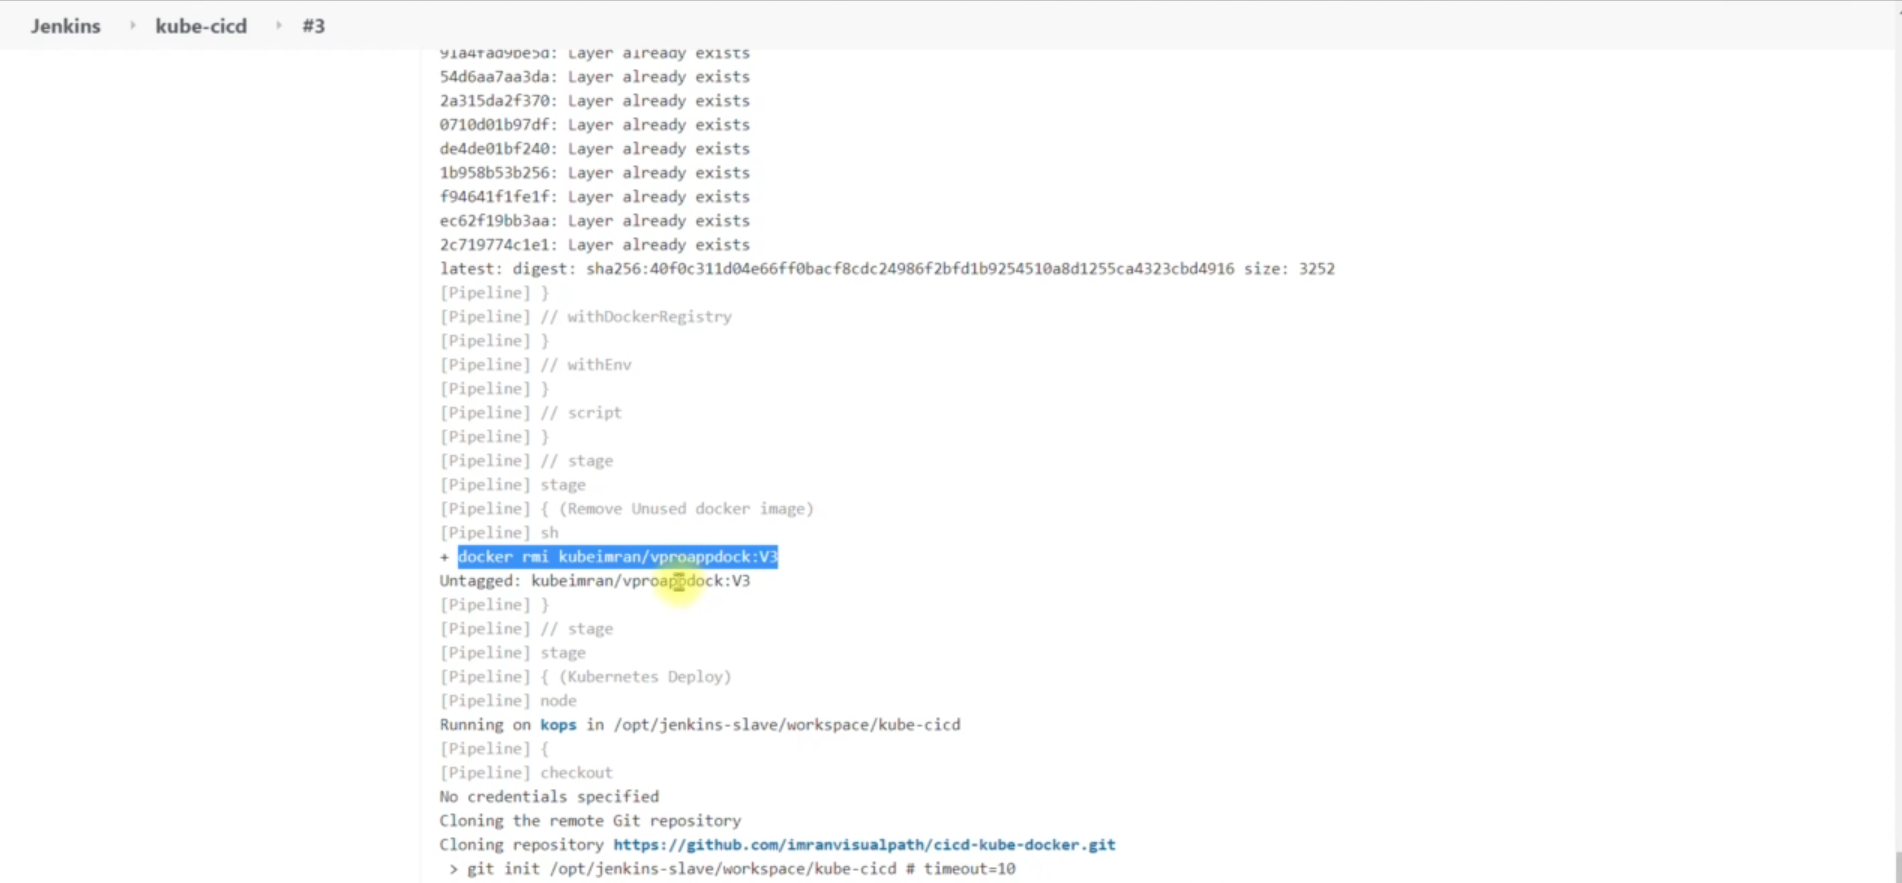 Jenkins kube-cicd #3
91a4fad9be5d: Layer already exists
54d6aa7aa3da: Layer already exists
2a315da2f370: Layer already exists
0710d01b97df: Layer already exists
de4de01bf240: Layer already exists
1b958b53b256: Layer already exists
f94641f1fe1f: Layer already exists
ec62f19bb3aa: Layer already exists
2c719774c1e1: Layer already exists
latest: digest: sha256:40f0c311d04e66ff0bacf8cdc24986f2bfd1b9254510a8d1255ca4323cbd4916 size: 3252
[Pipeline] }
[Pipeline] // withDockerRegistry
[Pipeline] }
[Pipeline] // withEnv
[Pipeline] }
[Pipeline] // script
[Pipeline] }
[Pipeline] // stage
[Pipeline] stage
[Pipeline] { (Remove Unused docker image)
[Pipeline] sh
+ docker rmi kubeimran/vproappdock:V3
Untagged: kubeimran/vproappdock:V3
[Pipeline] }
[Pipeline] // stage
[Pipeline] stage
[Pipeline] { (Kubernetes Deploy)
[Pipeline] node
Running on kops in /opt/jenkins-slave/workspace/kube-cicd
[Pipeline] {
[Pipeline] checkout
No credentials specified
Cloning the remote Git repository
Cloning repository https://github.com/imranvisualpath/cicd-kube-docker.git
> git init /opt/jenkins-slave/workspace/kube-cicd # timeout=10